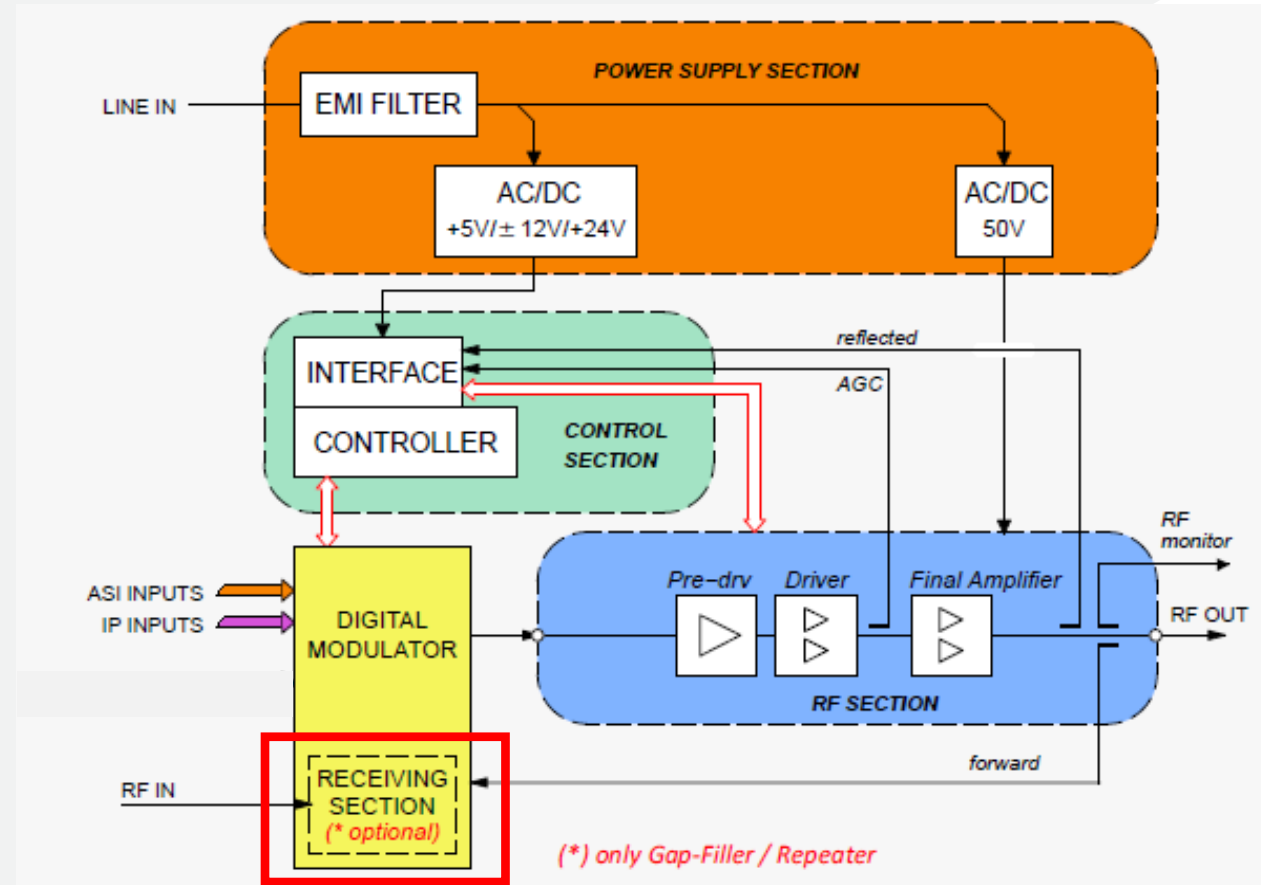 POWER SUPPLY SECTION
LINE IN
EMI FILTER
AC/DC
+5V/± 12V/+24V
AC/DC
50V
INTERFACE
CONTROLLER
CONTROL
SECTION
reflected
AGC
RF
monitor
RF OUT
ASI INPUTS
IP INPUTS
DIGITAL
MODULATOR
Pre-drv
Driver
Final Amplifier
RF SECTION
RF IN
RECEIVING
SECTION
(* optional)
forward
(*) only Gap-Filler / Repeater